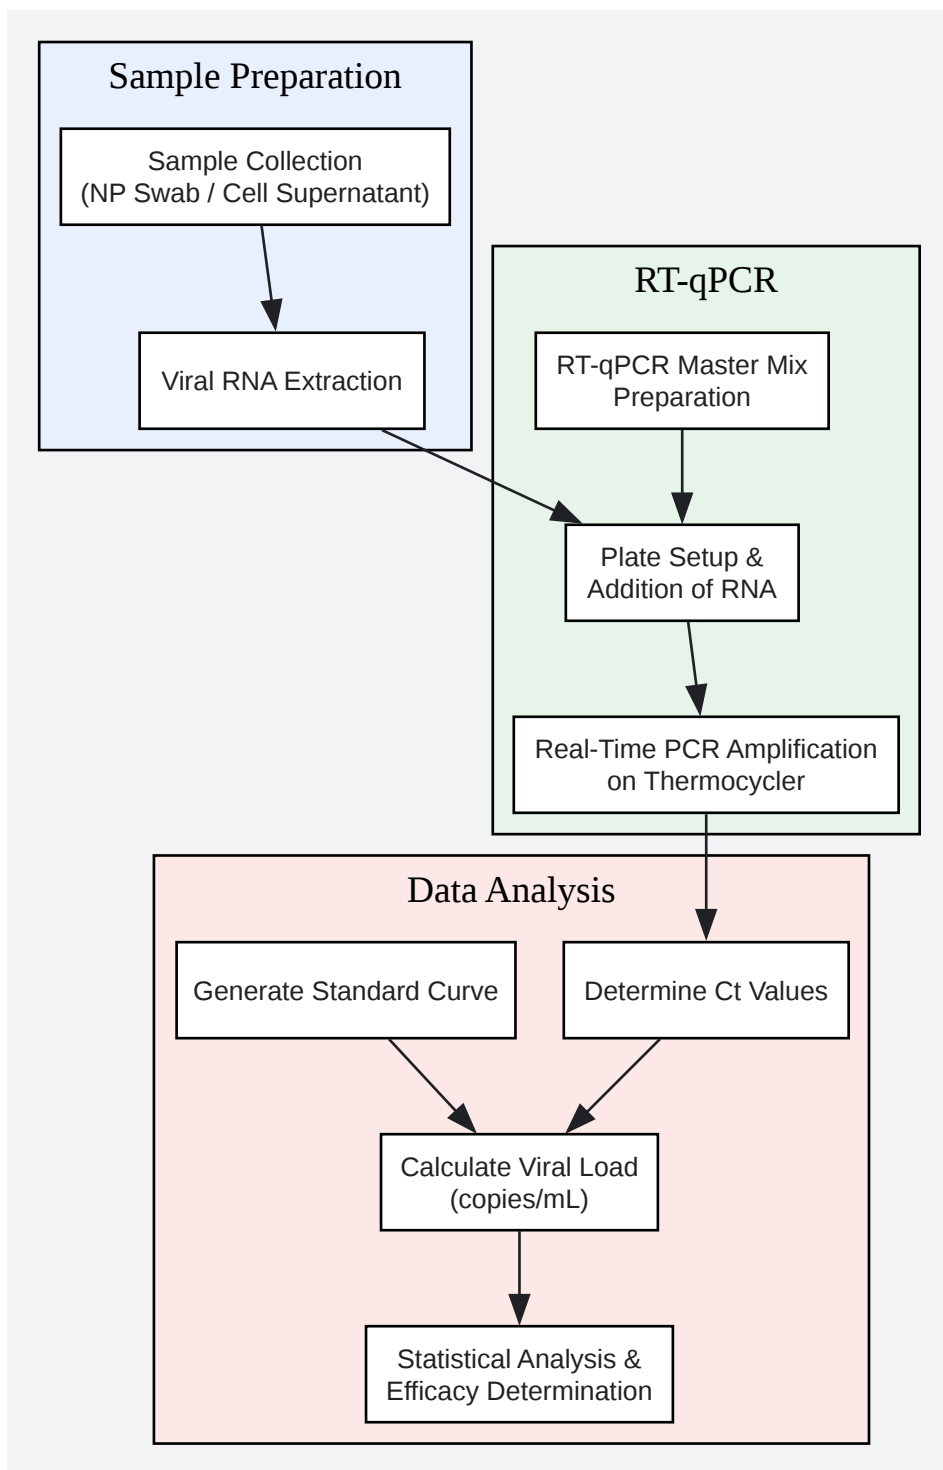 Sample Preparation
Sample Collection
(NP Swab / Cell Supernatant)
Viral RNA Extraction
RT-qPCR
RT-qPCR Master Mix
Preparation
Plate Setup &
Addition of RNA
Real-Time PCR Amplification
on Thermocycler
Data Analysis
Generate Standard Curve
Determine Ct Values
Calculate Viral Load
(copies/mL)
Statistical Analysis &
Efficacy Determination